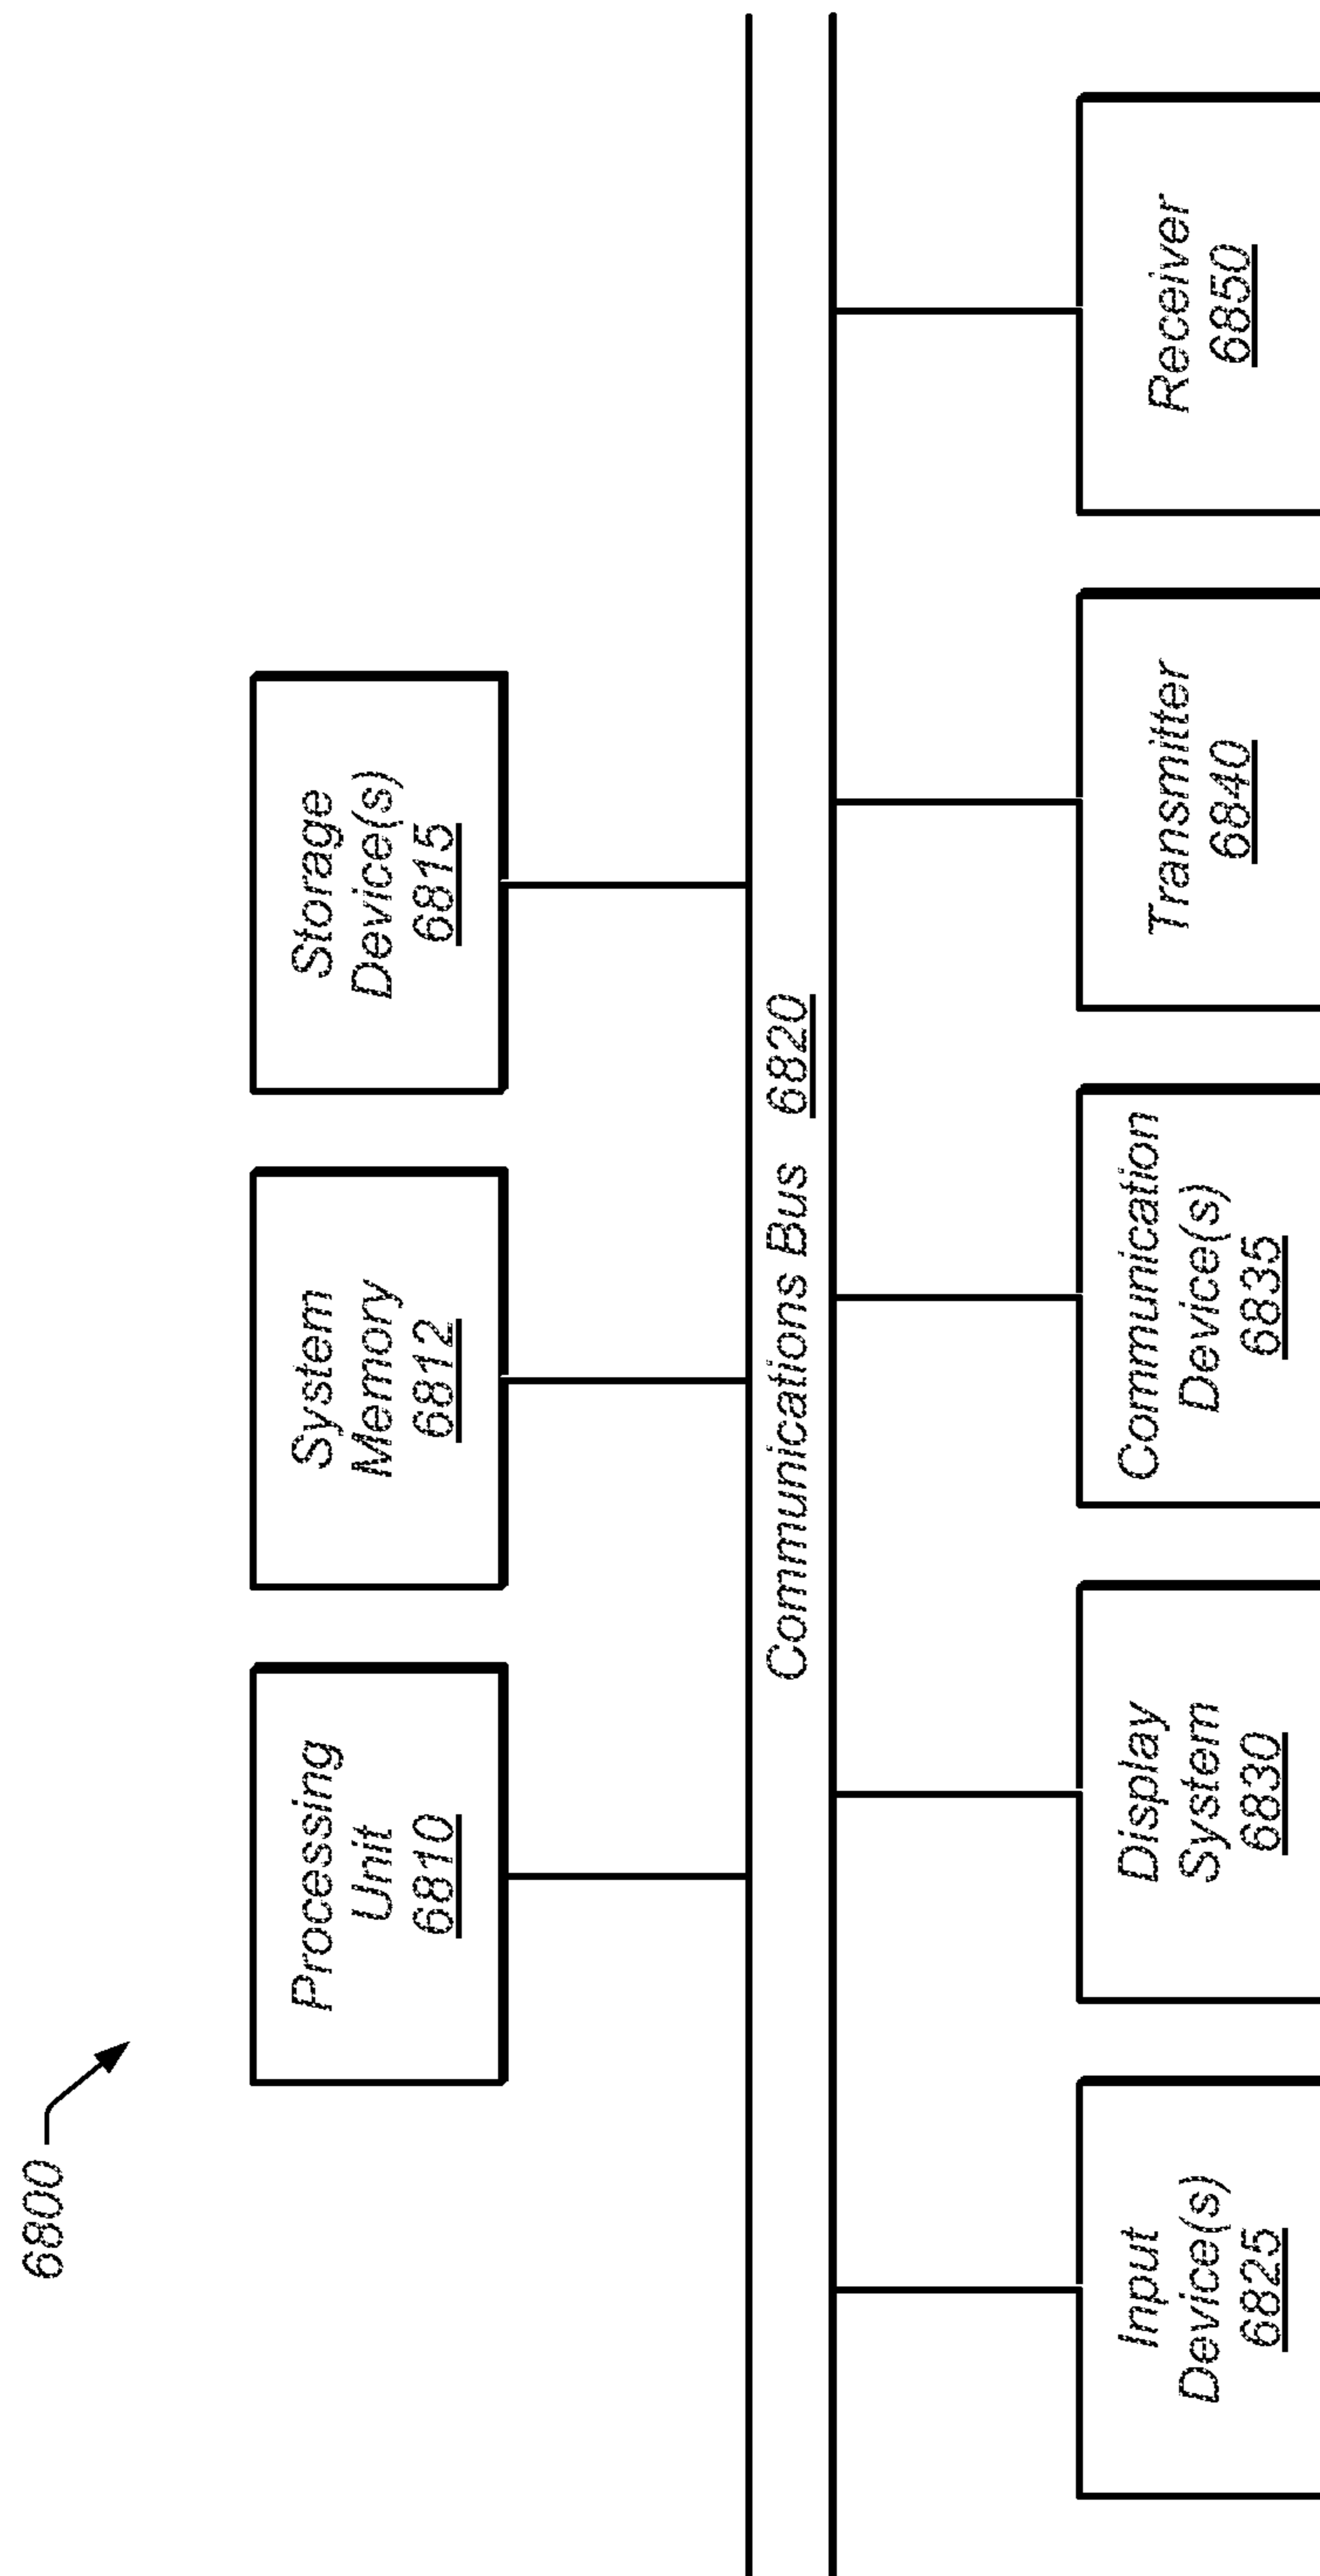 6800
Processing
Unit
6810
System
Memory
6812
Storage
Device(s)
6815
Communications Bus 6820
Input
Device(s)
6825
Display
System
6830
Communication
Device(s)
6835
Transmitter
6840
Receiver
6850